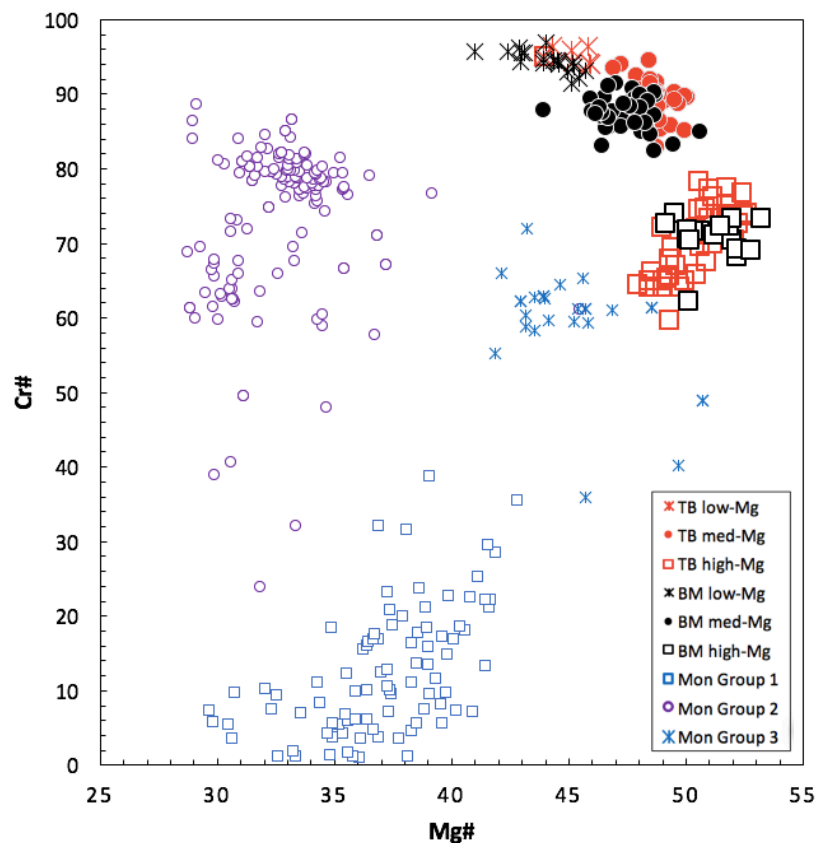 100
90
80
70
60
50
40
30
20
10
0
Cr#
25
30
35
40
45
50
55
Mg#
TB low-Mg
TB med-Mg
TB high-Mg
BM low-Mg
BM med-Mg
BM high-Mg
Mon Group 1
Mon Group 2
Mon Group 3